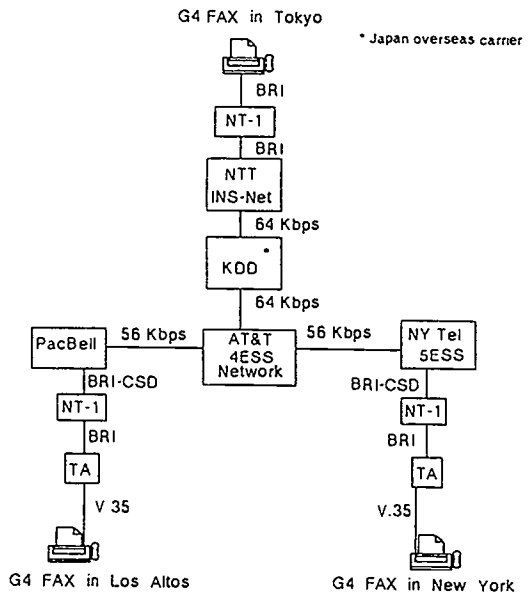 G4 FAX in Tokyo
* Japan overseas carrier
BRI
NT-1
BRI
NTT
INS-Net
64 Kbps
*
KDD
64 Kbps
56 Kbps
AT&T
4ESS
Network
56 Kbps
PacBell
NY Tel
5ESS
BRI-CSD
BRI-CSD
NT-1
NT-1
BRI
BRI
TA
TA
V 35
V.35
G4 FAX in Los Altos
G4 FAX in New York